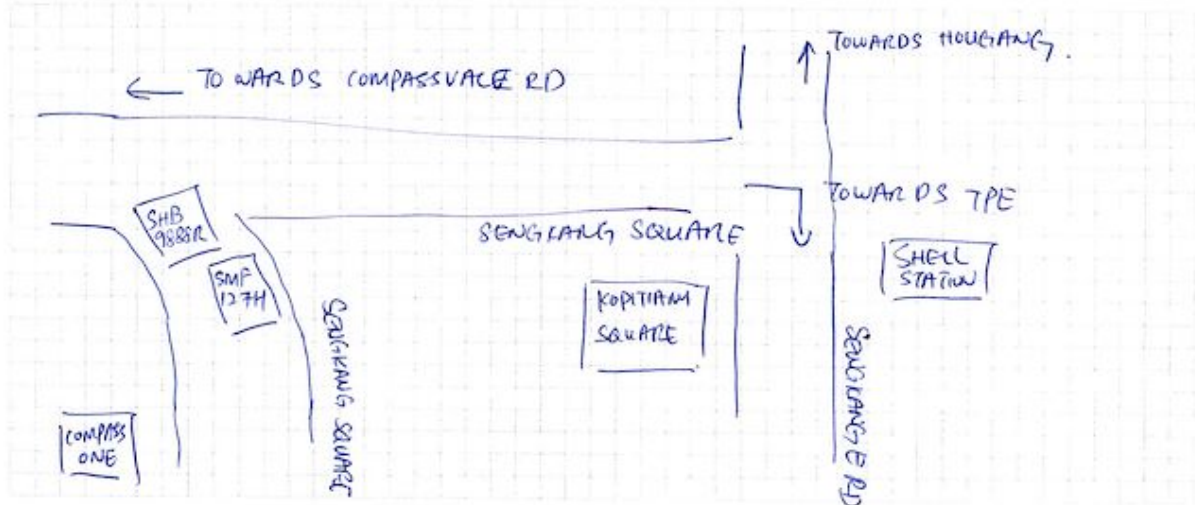 TOWARDS HOUGANG.
TOWARDS COMPASSVALE RD
TOWARDS TPE
SHB
9888R
SENGKANG SQUARE
SHELL
STATION
SMF
127H
KOPITIAM
SQUARE
SENGKANG SQUARE
SENGKANG E RD
COMPASS
ONE